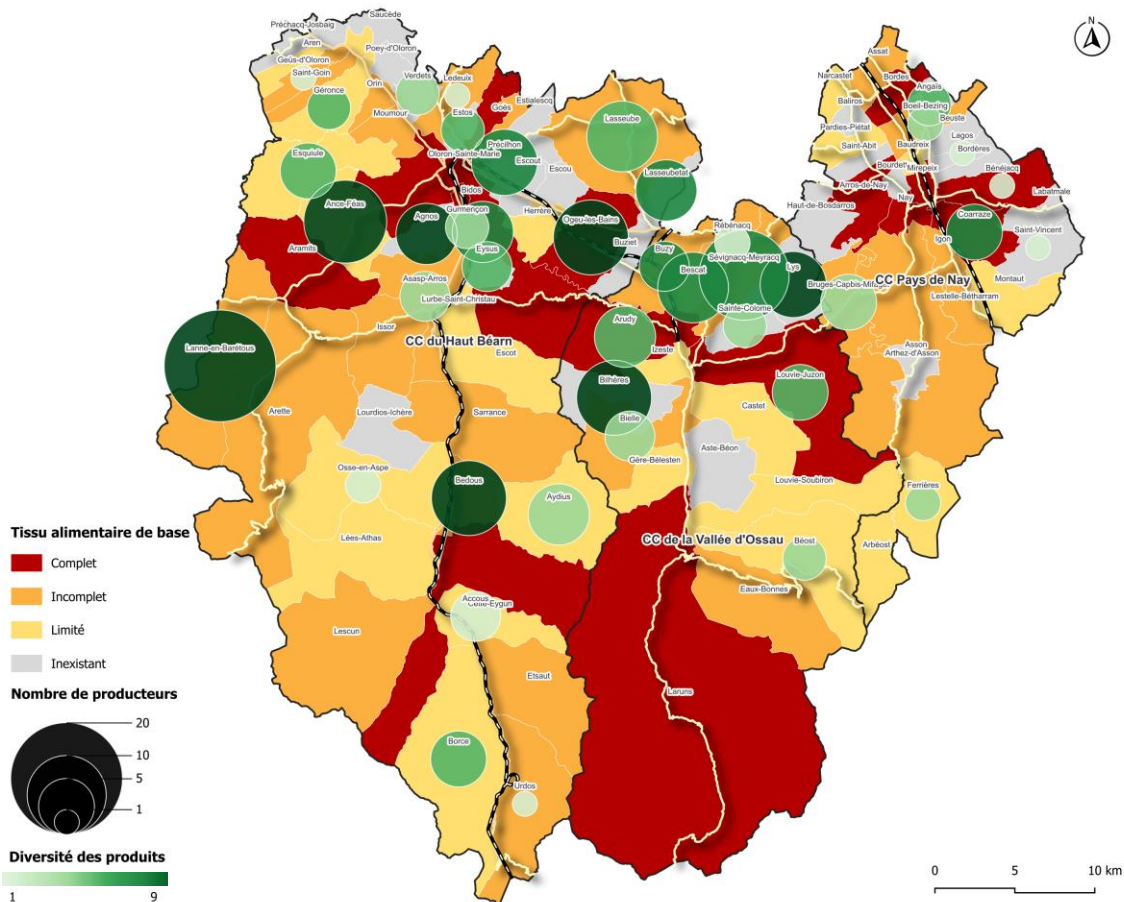 Saucède
Préchacq-Josbaig
Aren
Geüs-d'Oloron
Poey-d'Oloron
Saint-Goin
Orin
Verdets
Ledeuix
Géronce
Moumour
Estos
Goès
Estialescq
Lasseube
Précilhon
Oloron-Sainte-Marie
Escout
Escou
Esquiule
Lasseubetat
Bidos
Ance-Féas
Agnos
Gurmençon
Herrère
Ogeu-les-Bains
Buziet
Buzy
Rébénacq
Aramits
Eysus
Asasp-Arros
Lurbe-Saint-Christau
Bescat
Sévignacq-Meyracq
Lys
Sainte-Colome
Bruges-Capbis-Mifaget
Assat
Bordes
Narcastet
Angaïs
Baliros
Boeil-Bezing
Beuste
Pardies-Piétat
Lagos
Saint-Abit
Baudreix
Bordères
Bourdettes
Mirepeix
Bénéjacq
Arros-de-Nay
Nay
Labatmale
Haut-de-Bosdarros
Coarraze
Igon
Saint-Vincent
CC Pays de Nay
Montaut
Lestelle-Bétharram
Issor
CC du Haut Béarn
Arudy
Izeste
Escot
Lanne-en-Barétous
Asson
Arthez-d'Asson
Bilhères
Louvie-Juzon
Arette
Lourdios-Ichère
Sarrance
Bielle
Castet
Gère-Bélesten
Aste-Béon
Osse-en-Aspe
Louvie-Soubiron
Bedous
Aydius
Ferrières
Lées-Athas
CC de la Vallée d'Ossau
Arbéost
Béost
Eaux-Bonnes
Accous
Cette-Eygun
Lescun
Etsaut
Laruns
Borce
Urdos
Tissu alimentaire de base
Complet
Incomplet
Limité
Inexistant
Nombre de producteurs
20
10
5
1
Diversité des produits
1 9
0 5 10 km